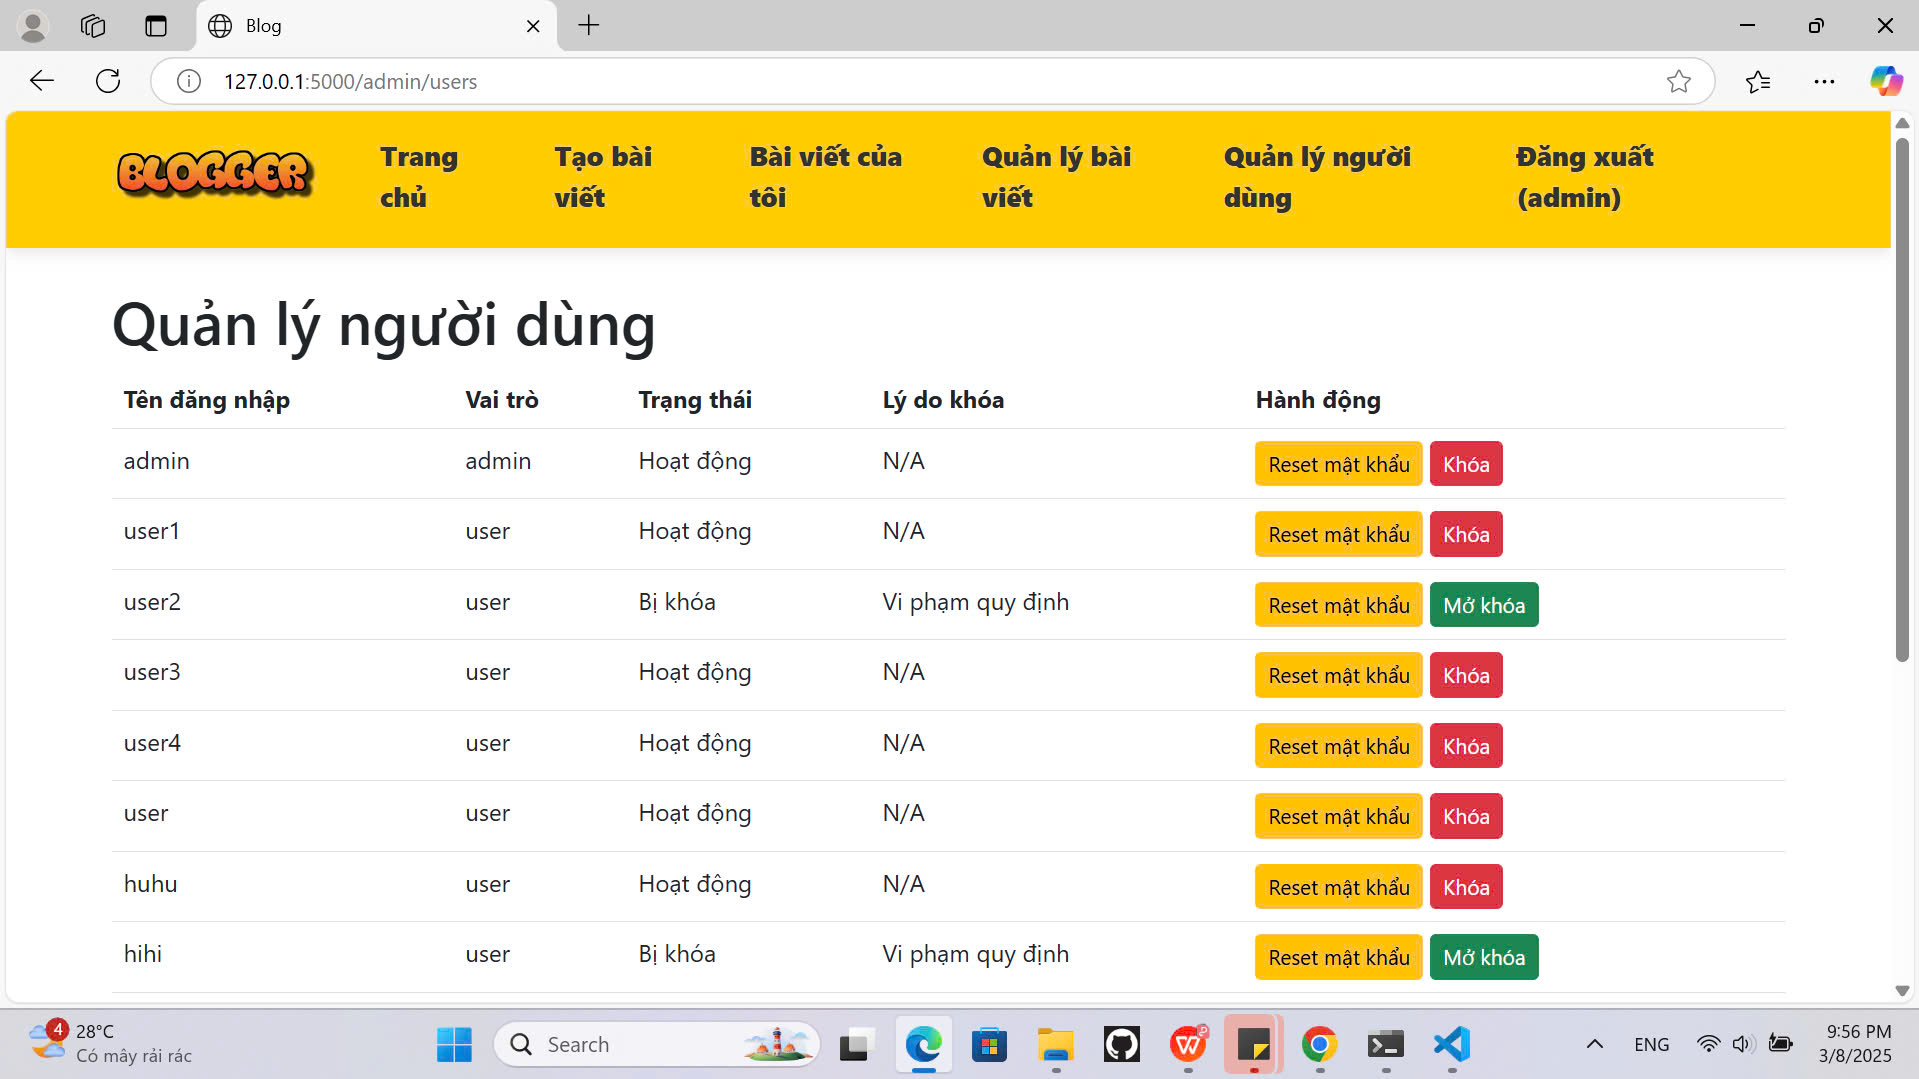 Blog
127.0.0.1:5000/admin/users
BLOGGER
Trang chủ
Tạo bài viết
Bài viết của tôi
Quản lý bài viết
Quản lý người dùng
Đăng xuất (admin)
Quản lý người dùng
Tên đăng nhập Vai trò Trạng thái Lý do khóa Hành động
admin admin Hoạt động N/A Reset mật khẩu Khóa
user1 user Hoạt động N/A Reset mật khẩu Khóa
user2 user Bị khóa Vi phạm quy định Reset mật khẩu Mở khóa
user3 user Hoạt động N/A Reset mật khẩu Khóa
user4 user Hoạt động N/A Reset mật khẩu Khóa
user user Hoạt động N/A Reset mật khẩu Khóa
huhu user Hoạt động N/A Reset mật khẩu Khóa
hihi user Bị khóa Vi phạm quy định Reset mật khẩu Mở khóa
4
28°C
Có mây rải rác
Search
ENG
9:56 PM
3/8/2025